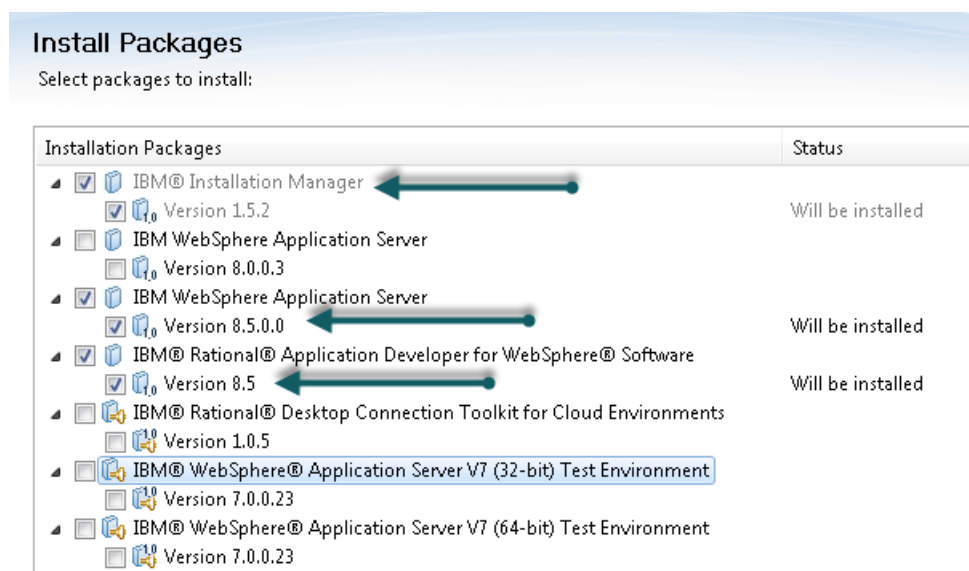 Install Packages
Select packages to install:
Installation Packages Status
IBM® Installation Manager
Version 1.5.2 Will be installed
IBM WebSphere Application Server
Version 8.0.0.3
IBM WebSphere Application Server
Version 8.5.0.0 Will be installed
IBM® Rational® Application Developer for WebSphere® Software
Version 8.5 Will be installed
IBM® Rational® Desktop Connection Toolkit for Cloud Environments
Version 1.0.5
IBM® WebSphere® Application Server V7 (32-bit) Test Environment
Version 7.0.0.23
IBM® WebSphere® Application Server V7 (64-bit) Test Environment
Version 7.0.0.23